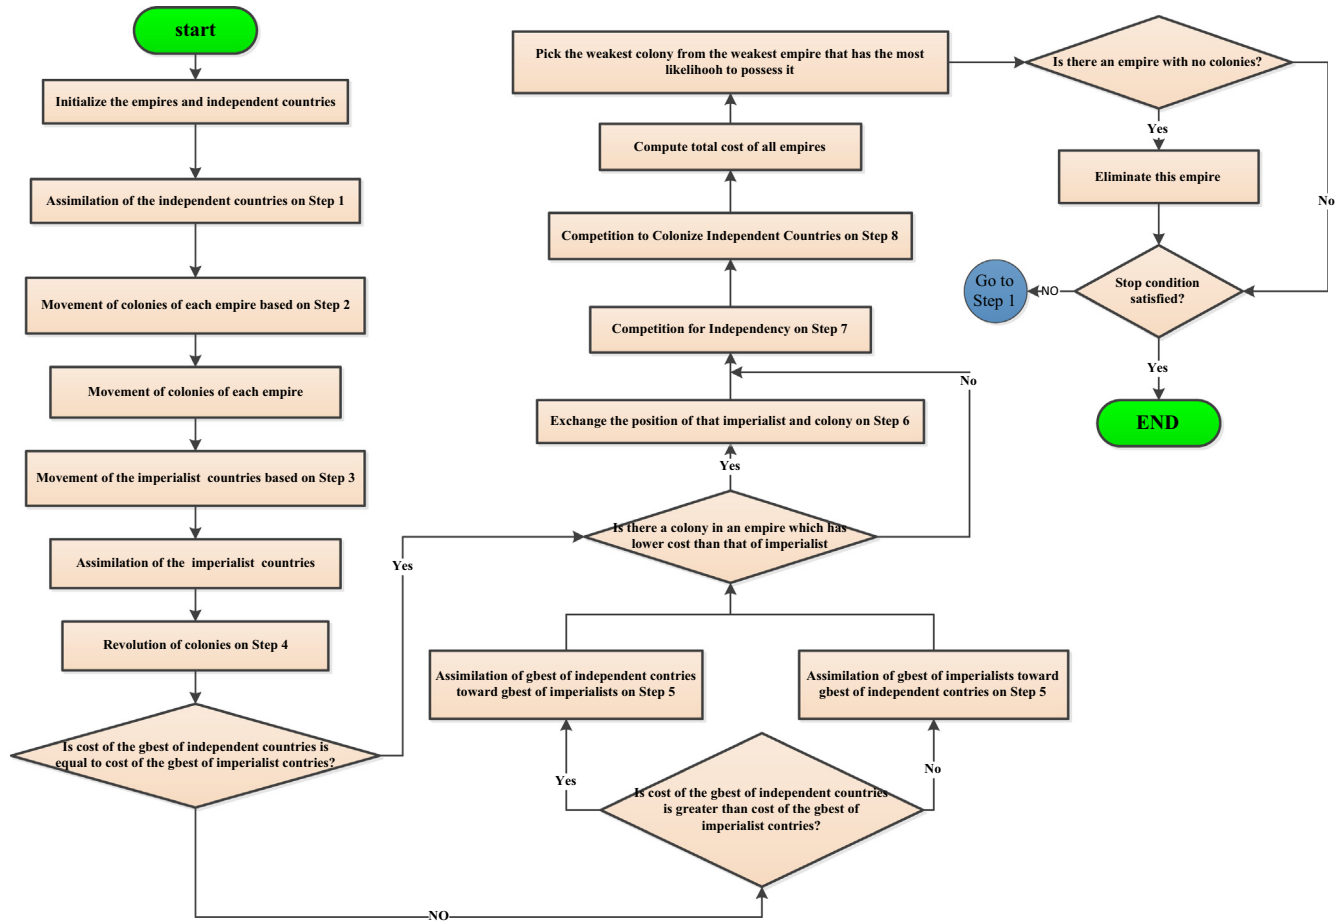 start
Initialize the empires and independent countries
Assimilation of the independent countries on Step 1
Movement of colonies of each empire based on Step 2
Movement of colonies of each empire
Movement of the imperialist  countries based on Step 3
Assimilation of the  imperialist  countries
Revolution of colonies on Step 4
Is cost of the gbest of independent countries is
equal to cost of the gbest of imperialist contries?
Yes
NO
Is cost of the gbest of independent countries
is greater than cost of the gbest of
imperialist contries?
Yes
No
Assimilation of gbest of independent contries
toward gbest of imperialists on Step 5
Assimilation of gbest of imperialists toward
gbest of independent contries on Step 5
Is there a colony in an empire which has
lower cost than that of imperialist
Yes
No
Exchange the position of that imperialist and colony on Step 6
Competition for Independency on Step 7
Competition to Colonize Independent Countries on Step 8
Compute total cost of all empires
Pick the weakest colony from the weakest empire that has the most
likelihooh to possess it
Is there an empire with no colonies?
Yes
No
Eliminate this empire
Stop condition
satisfied?
NO
Go to
Step 1
Yes
END